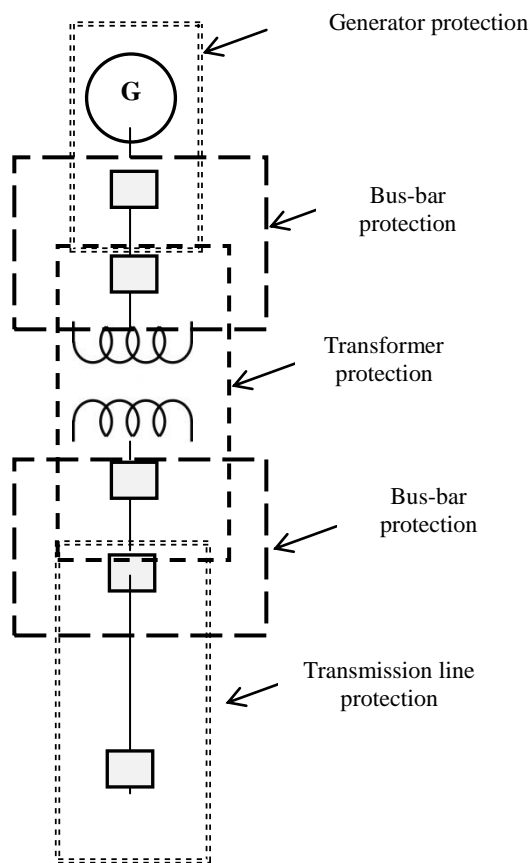 Generator protection
G
Bus-bar
protection
Transformer
protection
Bus-bar
protection
Transmission line
protection